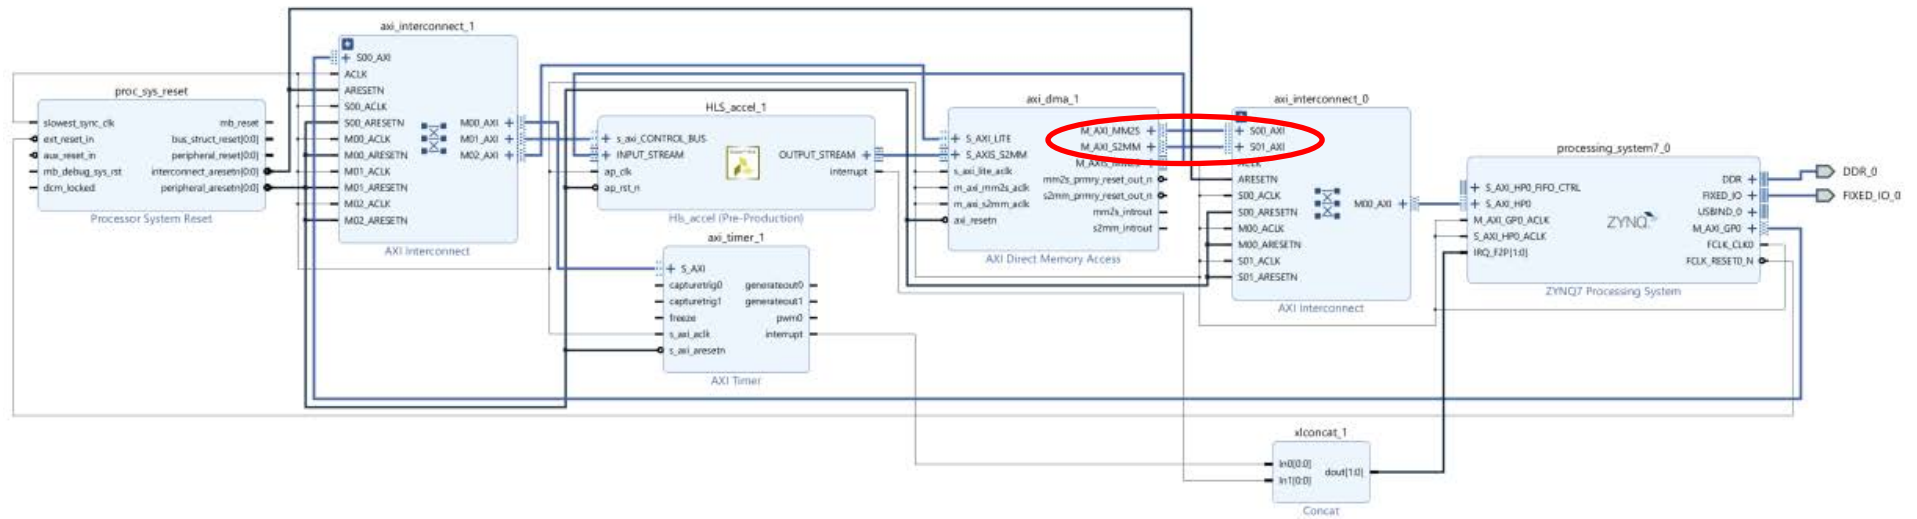 proc_sys_reset
slowest_sync_clk
ext_reset_in
aux_reset_in
mb_debug_sys_rst
dcm_locked
mb_reset
bus_struct_reset[0:0]
peripheral_reset[0:0]
interconnect_aresetn[0:0]
peripheral_aresetn[0:0]
Processor System Reset
axi_interconnect_1
S00_AXI
ACLK
ARESETN
S00_ACLK
S00_ARESETN
M00_ACLK
M00_ARESETN
M01_ACLK
M01_ARESETN
M02_ACLK
M02_ARESETN
M00_AXI
M01_AXI
M02_AXI
AXI Interconnect
HLS_accel_1
s_axi_CONTROL_BUS
INPUT_STREAM
ap_clk
ap_rst_n
OUTPUT_STREAM
interrupt
Hls_accel (Pre-Production)
axi_timer_1
S_AXI
capturetrig0
capturetrig1
freeze
s_axi_aclk
s_axi_aresetn
generateout0
generateout1
pwm0
interrupt
AXI Timer
axi_dma_1
S_AXI_LITE
S_AXIS_S2MM
s_axi_lite_aclk
m_axi_mm2s_aclk
m_axi_s2mm_aclk
axi_resetn
M_AXI_MM2S
M_AXI_S2MM
M_AXIS_MM2S
mm2s_prmry_reset_out_n
s2mm_prmry_reset_out_n
mm2s_introut
s2mm_introut
AXI Direct Memory Access
axi_interconnect_0
S00_AXI
S01_AXI
ACLK
ARESETN
S00_ACLK
S00_ARESETN
M00_ACLK
M00_ARESETN
S01_ACLK
S01_ARESETN
M00_AXI
AXI Interconnect
processing_system7_0
S_AXI_HP0_FIFO_CTRL
S_AXI_HP0
M_AXI_GP0_ACLK
S_AXI_HP0_ACLK
IRQ_F2P[1:0]
ZYNQ
DDR
FIXED_IO
USBIND_0
M_AXI_GP0
FCLK_CLK0
FCLK_RESET0_N
ZYNQ7 Processing System
DDR_0
FIXED_IO_0
xlconcat_1
In0[0:0]
In1[0:0]
dout[1:0]
Concat